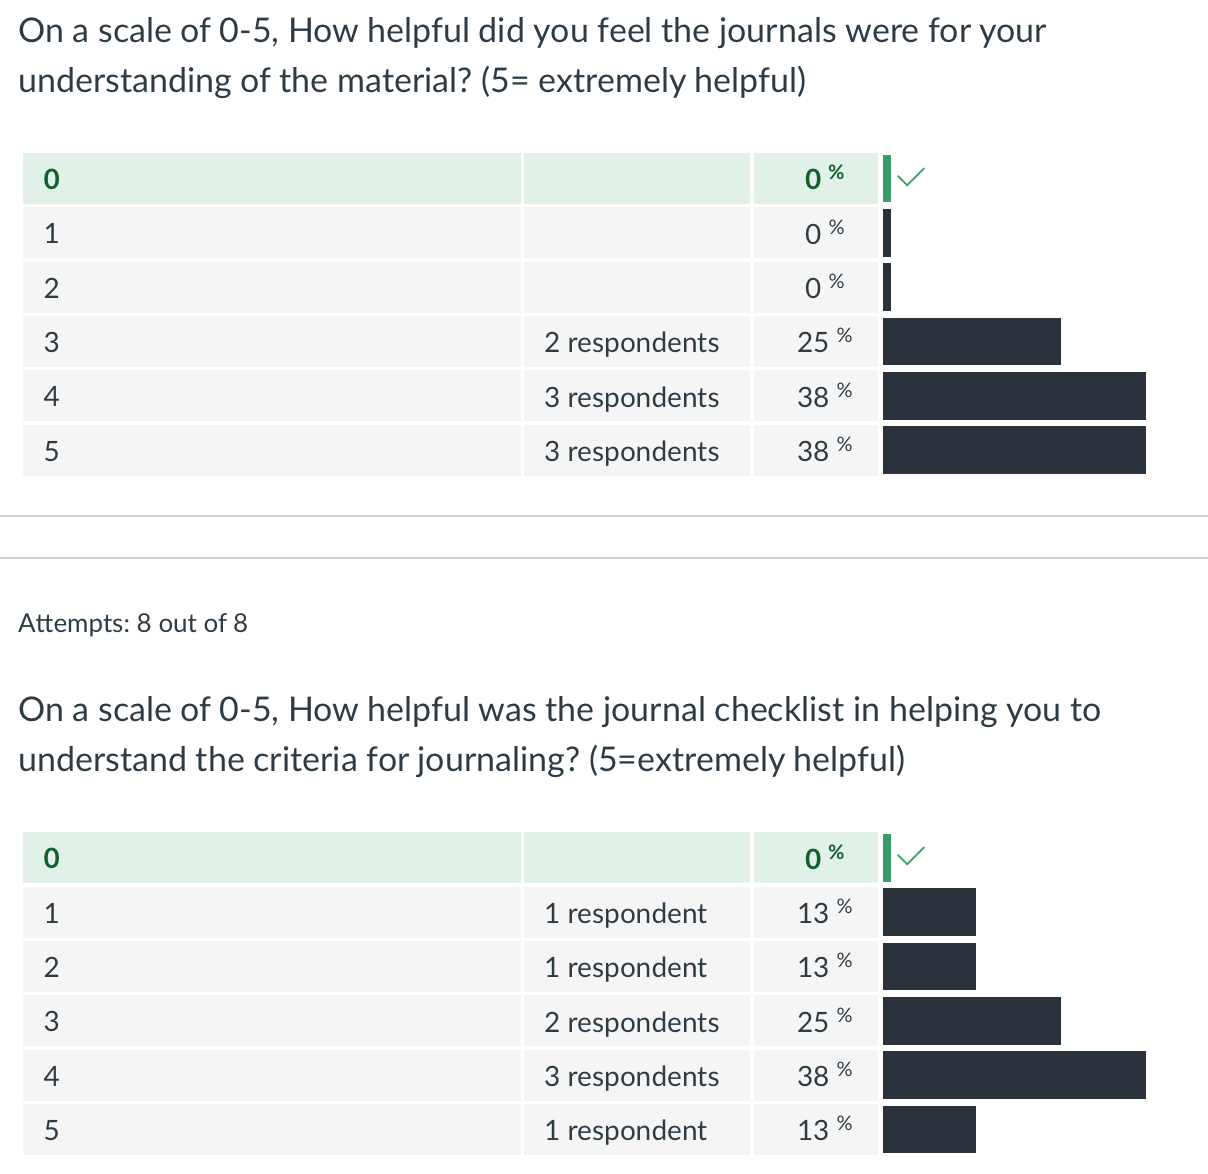 On a scale of 0-5, How helpful did you feel the journals were for your
understanding of the material? (5= extremely helpful)
0 0 %
1 0 %
2 0 %
3 2 respondents 25 %
4 3 respondents 38 %
5 3 respondents 38 %
Attempts: 8 out of 8
On a scale of 0-5, How helpful was the journal checklist in helping you to
understand the criteria for journaling? (5=extremely helpful)
0 0 %
1 1 respondent 13 %
2 1 respondent 13 %
3 2 respondents 25 %
4 3 respondents 38 %
5 1 respondent 13 %